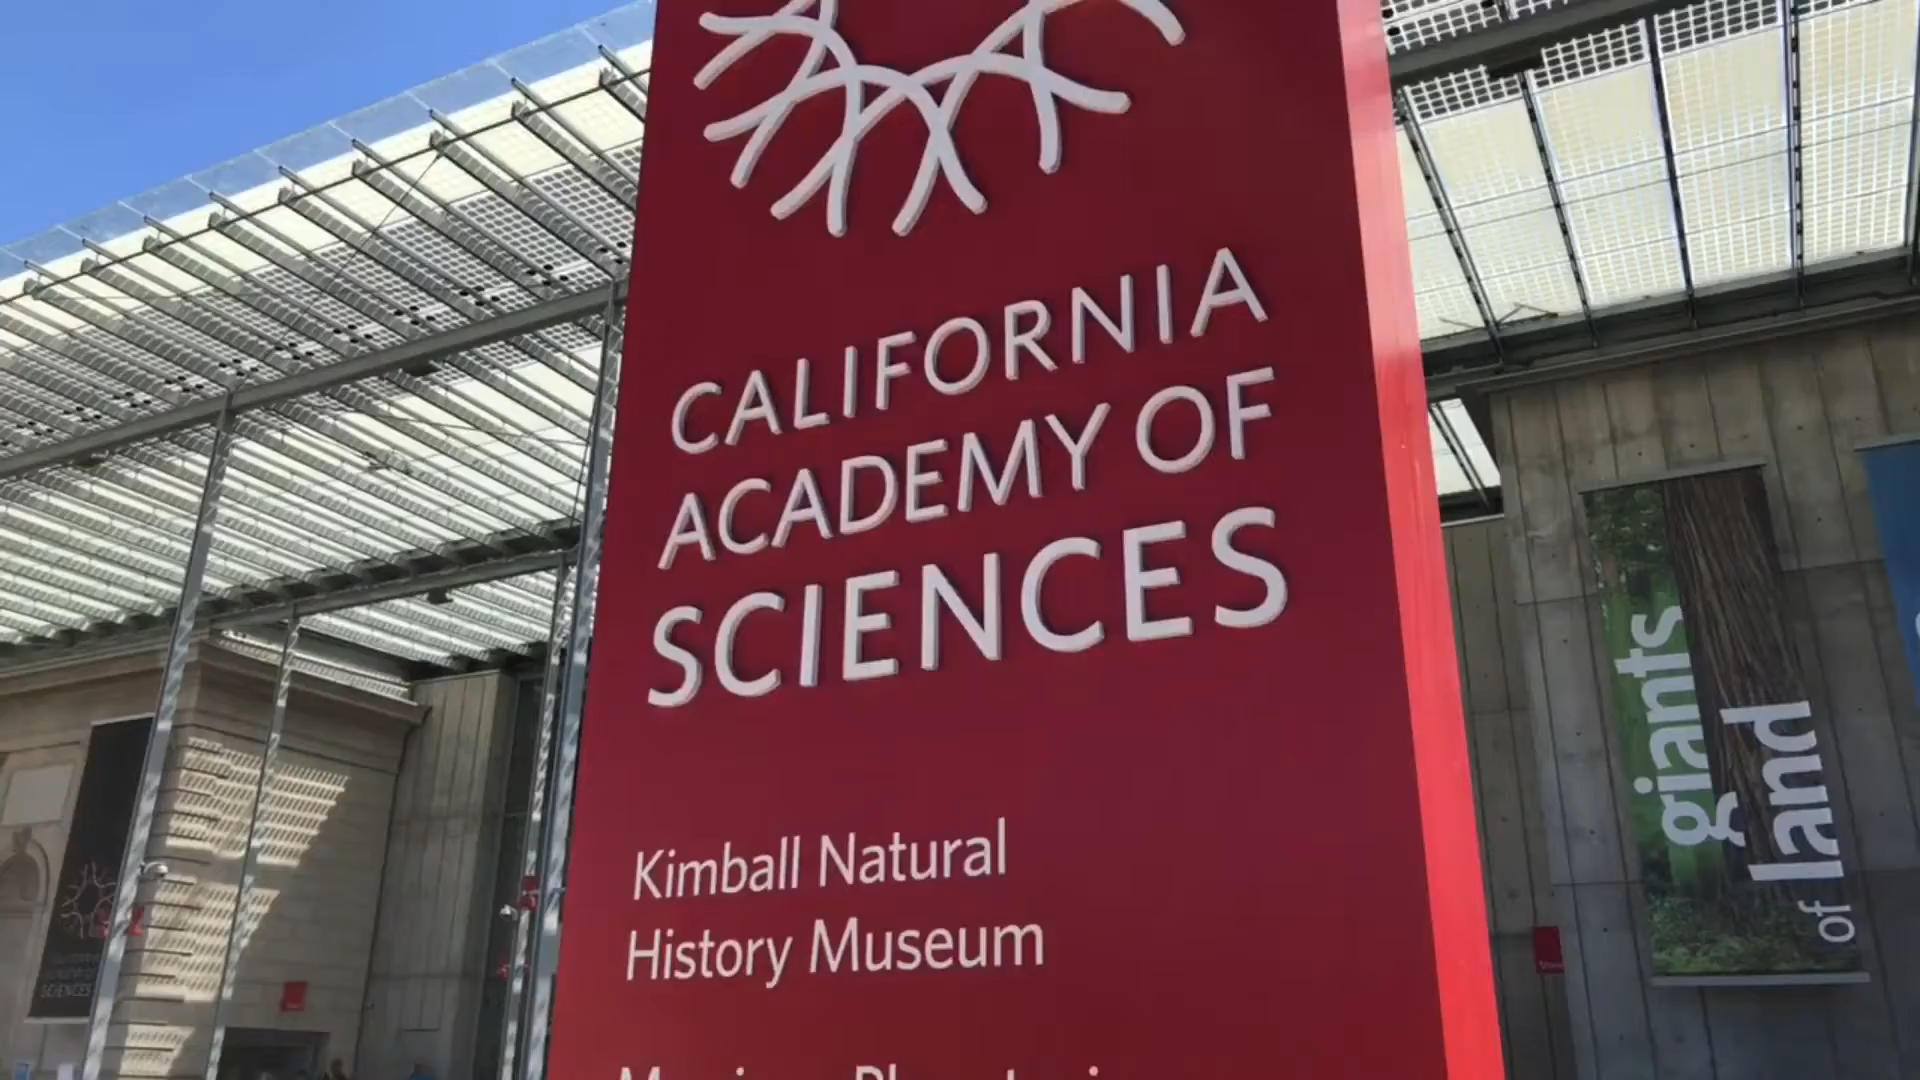 CALIFORNIA
ACADEMY OF
SCIENCES
Kimball Natural
History Museum
giants
of land
SCIENCES